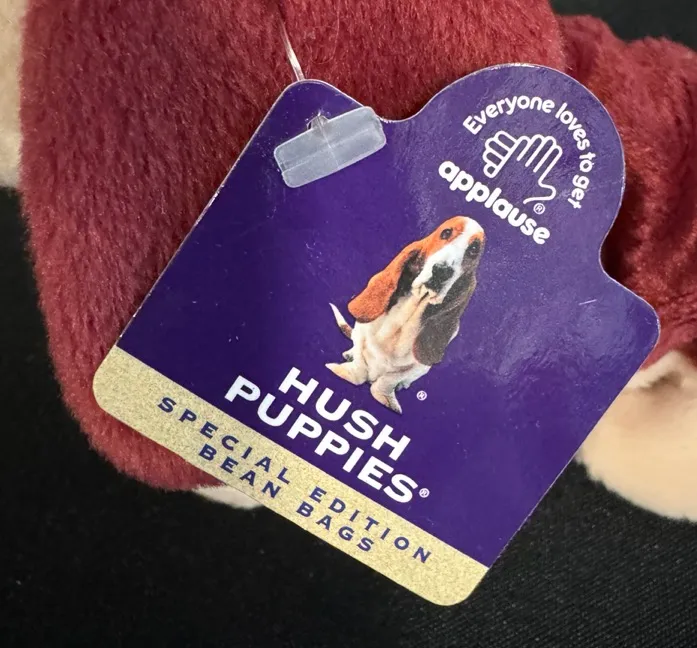 Everyone loves to get
applause®
®
HUSH
PUPPIES®
SPECIAL EDITION
BEAN BAGS